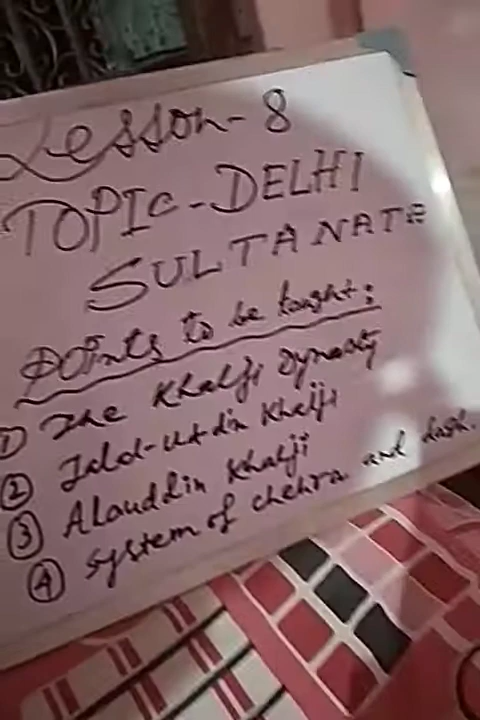 Lesson-8
TOPIC-DELHI
SULTANATE
Points to be taught:
① The Khalji Dynasty
② Jalal-ud-din Khalji
③ Alauddin Khalji
④ System of chehra and dagh.